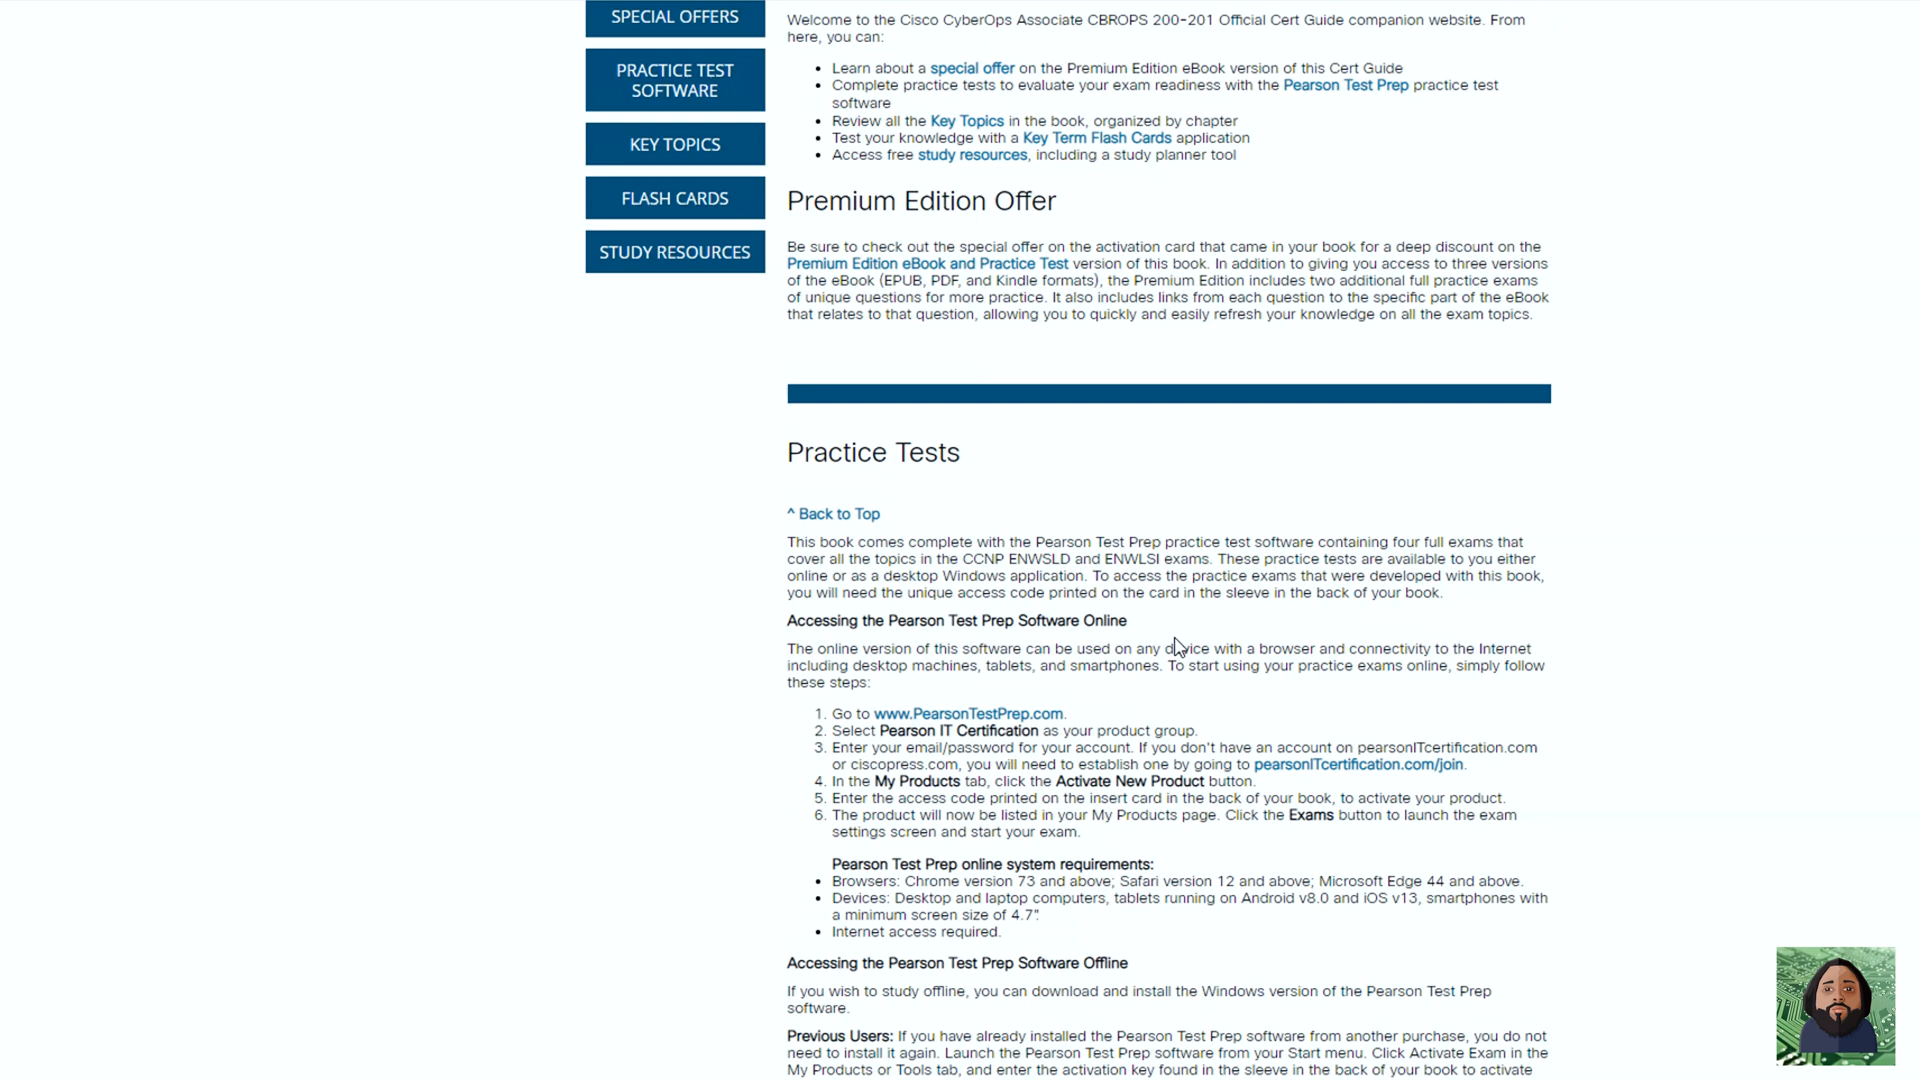 SPECIAL OFFERS
PRACTICE TEST
SOFTWARE
KEY TOPICS
FLASH CARDS
STUDY RESOURCES
Welcome to the Cisco CyberOps Associate CBROPS 200-201 Official Cert Guide companion website. From
here, you can:
• Learn about a special offer on the Premium Edition eBook version of this Cert Guide
• Complete practice tests to evaluate your exam readiness with the Pearson Test Prep practice test
software
• Review all the Key Topics in the book, organized by chapter
• Test your knowledge with a Key Term Flash Cards application
• Access free study resources, including a study planner tool
Premium Edition Offer
Be sure to check out the special offer on the activation card that came in your book for a deep discount on the
Premium Edition eBook and Practice Test version of this book. In addition to giving you access to three versions
of the eBook (EPUB, PDF, and Kindle formats), the Premium Edition includes two additional full practice exams
of unique questions for more practice. It also includes links from each question to the specific part of the eBook
that relates to that question, allowing you to quickly and easily refresh your knowledge on all the exam topics.
Practice Tests
^ Back to Top
This book comes complete with the Pearson Test Prep practice test software containing four full exams that
cover all the topics in the CCNP ENWSLD and ENWLSI exams. These practice tests are available to you either
online or as a desktop Windows application. To access the practice exams that were developed with this book,
you will need the unique access code printed on the card in the sleeve in the back of your book.
Accessing the Pearson Test Prep Software Online
The online version of this software can be used on any device with a browser and connectivity to the Internet
including desktop machines, tablets, and smartphones. To start using your practice exams online, simply follow
these steps:
1. Go to www.PearsonTestPrep.com.
2. Select Pearson IT Certification as your product group.
3. Enter your email/password for your account. If you don't have an account on pearsonITcertification.com
or ciscopress.com, you will need to establish one by going to pearsonITcertification.com/join.
4. In the My Products tab, click the Activate New Product button.
5. Enter the access code printed on the insert card in the back of your book, to activate your product.
6. The product will now be listed in your My Products page. Click the Exams button to launch the exam
settings screen and start your exam.
Pearson Test Prep online system requirements:
• Browsers: Chrome version 73 and above; Safari version 12 and above; Microsoft Edge 44 and above.
• Devices: Desktop and laptop computers, tablets running on Android v8.0 and iOS v13, smartphones with
a minimum screen size of 4.7".
• Internet access required.
Accessing the Pearson Test Prep Software Offline
If you wish to study offline, you can download and install the Windows version of the Pearson Test Prep
software.
Previous Users: If you have already installed the Pearson Test Prep software from another purchase, you do not
need to install it again. Launch the Pearson Test Prep software from your Start menu. Click Activate Exam in the
My Products or Tools tab, and enter the activation key found in the sleeve in the back of your book to activate